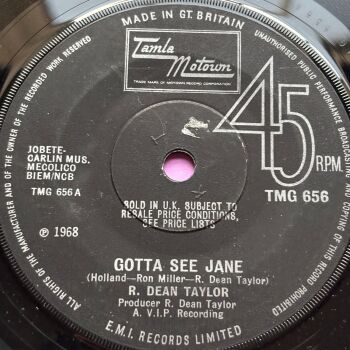 MADE IN GT. BRITAIN
UNAUTHORISED PUBLIC PERFORMANCE BROADCASTING AND COPYING OF THIS RECORD PROHIBITED
ALL RIGHTS OF THE MANUFACTURER AND OF THE OWNER OF THE RECORDED WORK RESERVED
Tamla
Motown
TRADE MARK OF MOTOWN RECORD CORPORATION
45
R.P.M.
JOBETE-
CARLIN MUS.
MECOLICO
BIEM/NCB
TMG 656 A
TMG 656
SOLD IN U.K. SUBJECT TO
RESALE PRICE CONDITIONS,
SEE PRICE LISTS
℗ 1968
GOTTA SEE JANE
(Holland—Ron Miller—R. Dean Taylor)
R. DEAN TAYLOR
Producer R. Dean Taylor
A V.I.P. Recording
E.M.I. RECORDS LIMITED